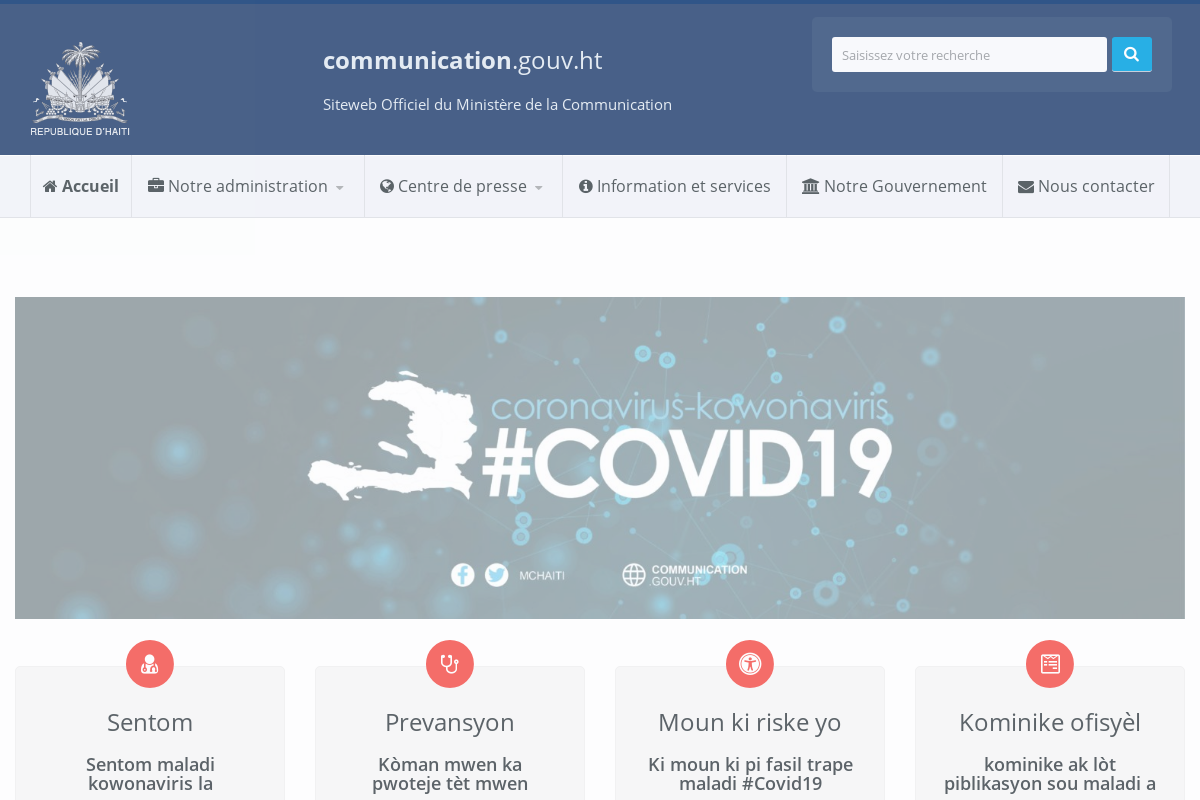 REPUBLIQUE D'HAITI
communication.gouv.ht
Siteweb Officiel du Ministère de la Communication
Saisissez votre recherche
Accueil
Notre administration
Centre de presse
Information et services
Notre Gouvernement
Nous contacter
coronavirus-kowonaviris
#COVID19
MCHAITI
COMMUNICATION
.GOUV.HT
Sentom
Sentom maladi
kowonaviris la
Prevansyon
Kòman mwen ka
pwoteje tèt mwen
Moun ki riske yo
Ki moun ki pi fasil trape
maladi #Covid19
Kominike ofisyèl
kominike ak lòt
piblikasyon sou maladi a